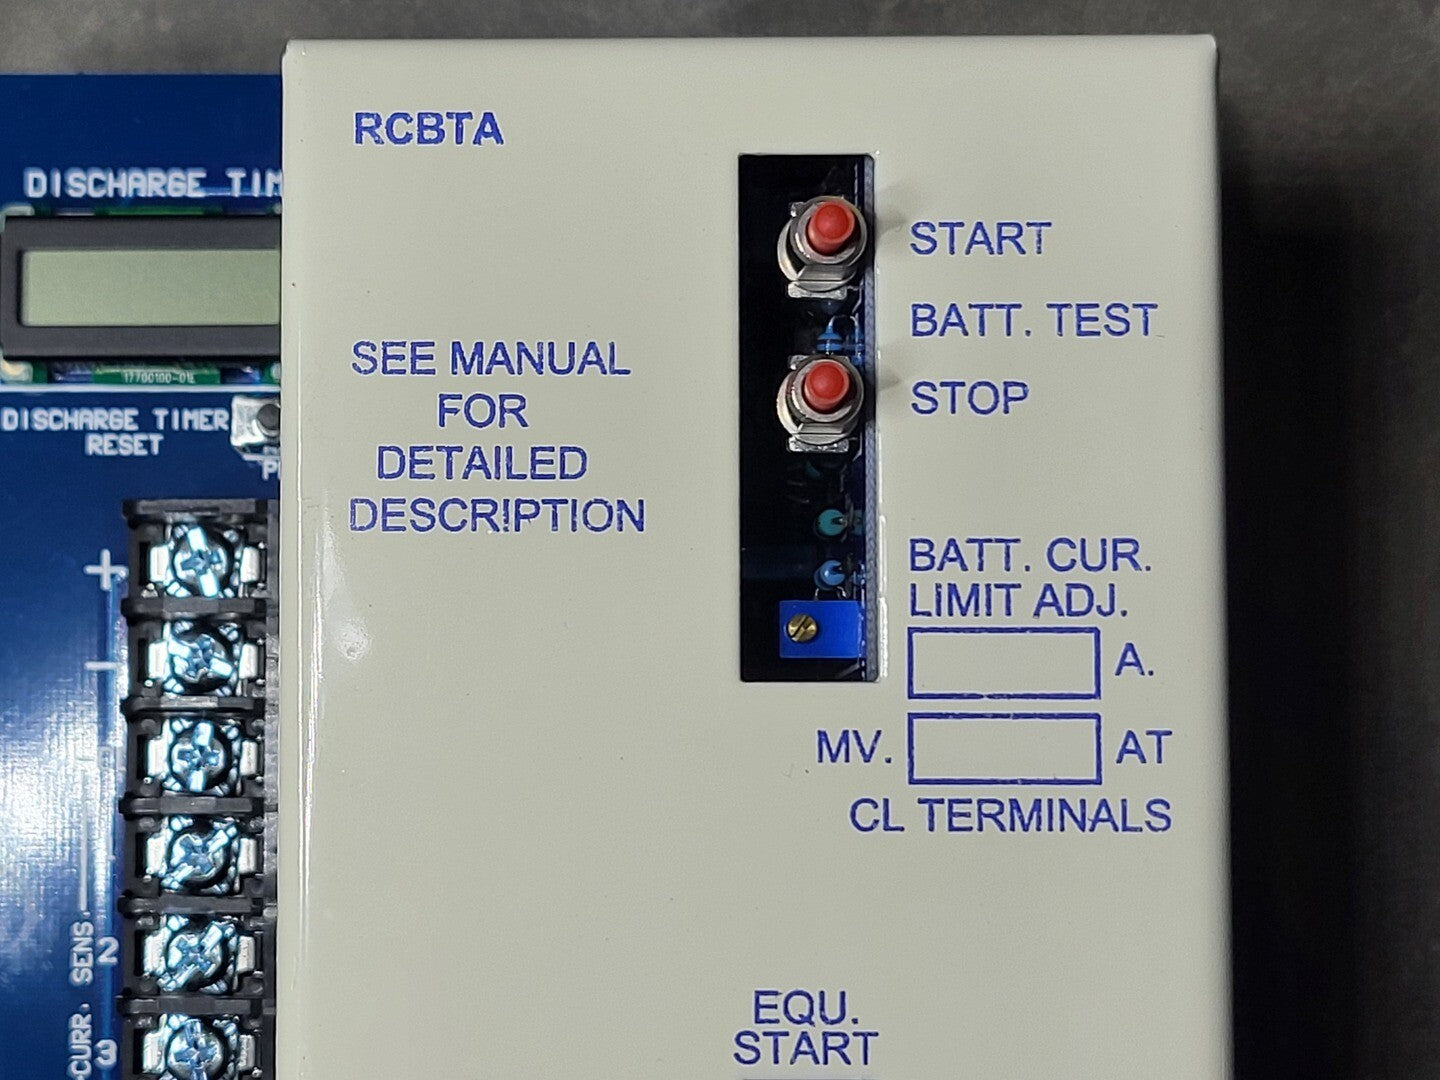 RCBTA
DISCHARGE TIM
START
BATT. TEST
STOP
SEE MANUAL
FOR
DETAILED
DESCRIPTION
17700100-01E
DISCHARGE TIMER
RESET
+
-
BATT. CUR.
LIMIT ADJ.
A.
MV.
AT
CL TERMINALS
CURR. SENS.
2
3
EQU.
START